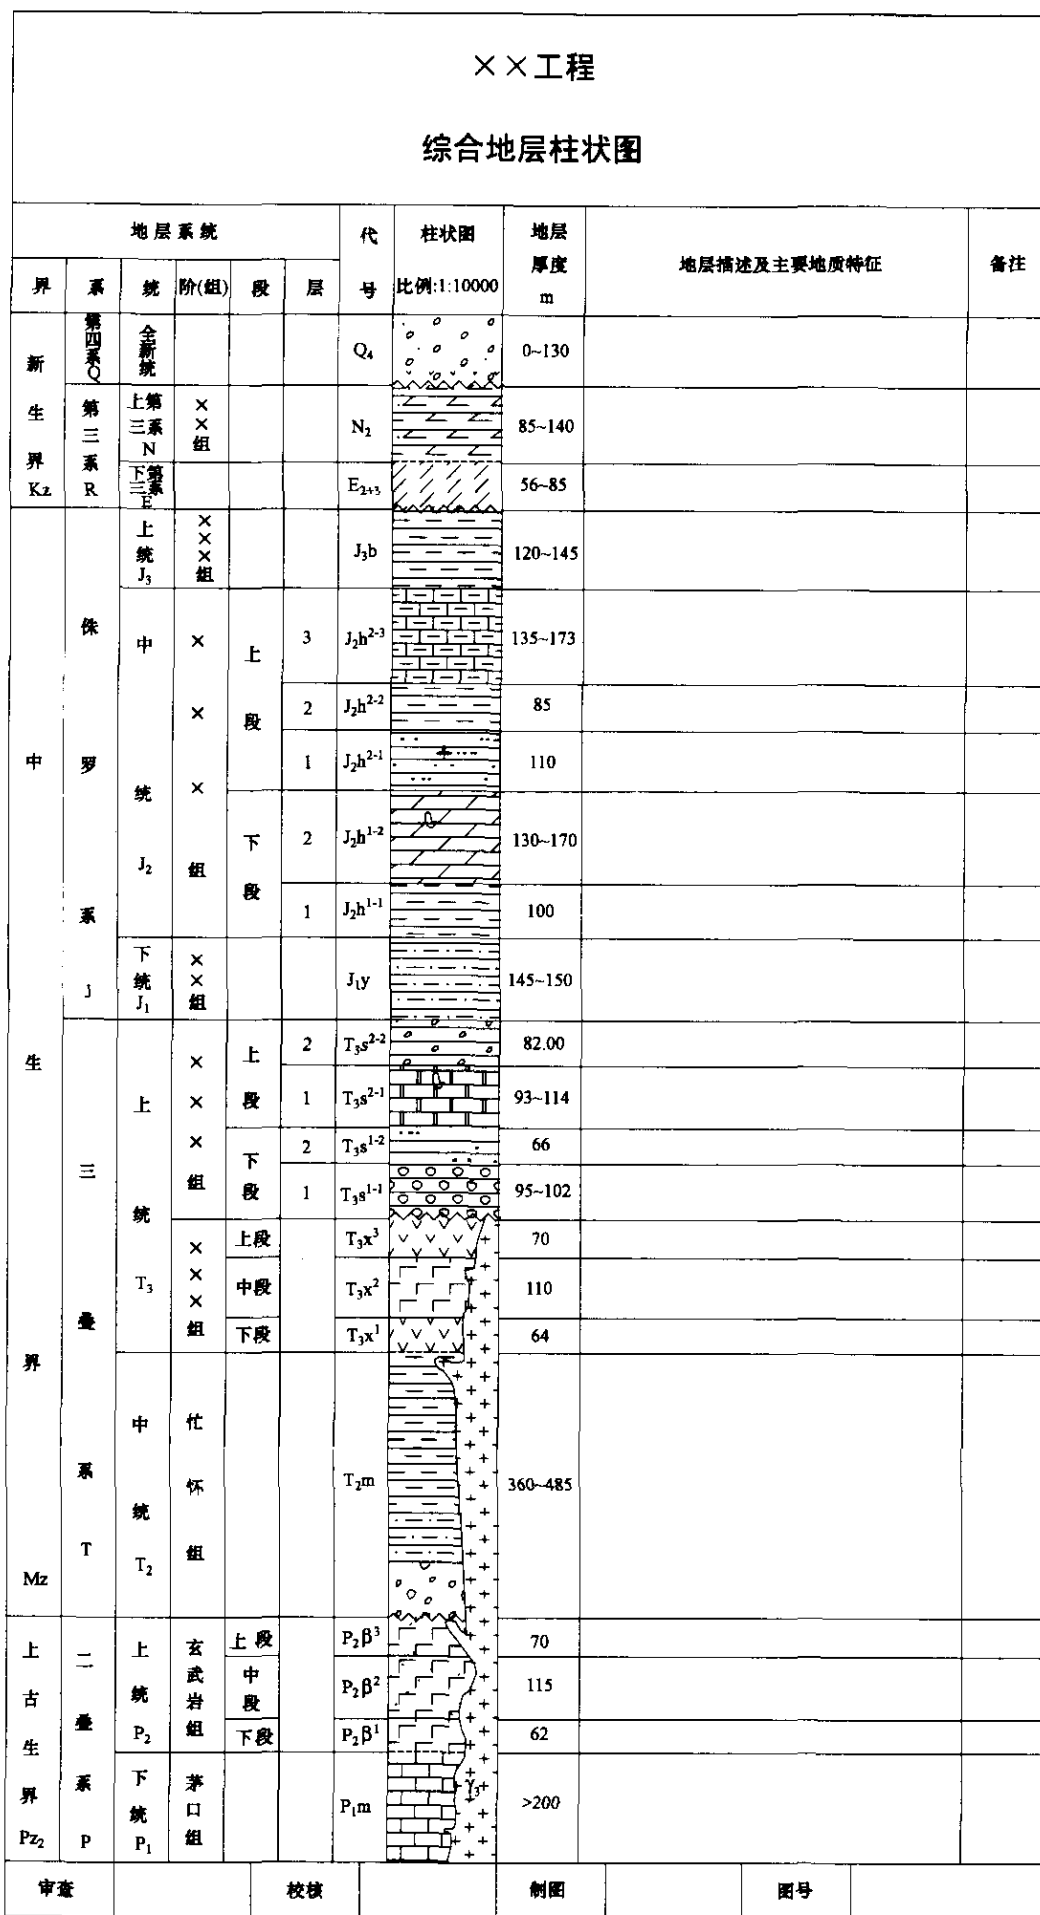 ××工程
综合地层柱状图
地层系统 代号 柱状图 比例:1:10000 地层厚度 m 地层描述及主要地质特征 备注
界 系 统 阶(组) 段 层
新生界 Kz 第四系 Q 全新统 Q₄ 0~130
第三系 R 上第三系 N ××组 N₂ 85~140
下第三系 E E₂₊₃ 56~85
中生界 Mz 侏罗系 J 上统 J₃ ×××组 J₃b 120~145
中统 J₂ ×××组 上段 3 J₂h²⁻³ 135~173
2 J₂h²⁻² 85
1 J₂h²⁻¹ 110
下段 2 J₂h¹⁻² 130~170
1 J₂h¹⁻¹ 100
下统 J₁ ××组 J₁y 145~150
三叠系 T 上统 T₃ ×××组 上段 2 T₃s²⁻² 82.00
1 T₃s²⁻¹ 93~114
下段 2 T₃s¹⁻² 66
1 T₃s¹⁻¹ 95~102
×××组 上段 T₃x³ 70
中段 T₃x² 110
下段 T₃x¹ 64
中统 T₂ 忙怀组 T₂m 360~485
上古生界 Pz₂ 二叠系 P 上统 P₂ 玄武岩组 上段 P₂β³ 70
中段 P₂β² 115
下段 P₂β¹ 62
下统 P₁ 茅口组 P₁m γ₃ >200
审查 校核 制图 图号